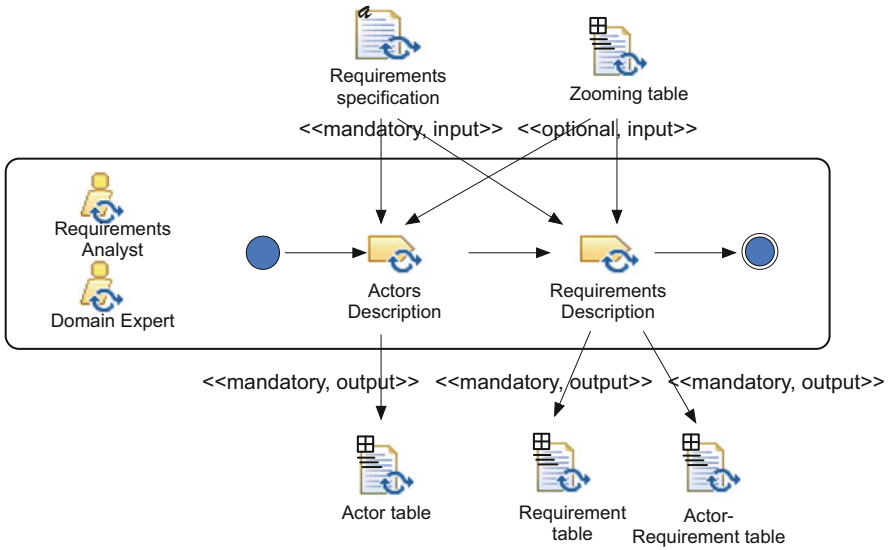 a
Requirements
specification
Zooming table
<<mandatory, input>>
<<optional, input>>
Requirements
Analyst
Domain Expert
Actors
Description
Requirements
Description
<<mandatory, output>>
<<mandatory, output>>
<<mandatory, output>>
Actor table
Requirement
table
Actor-
Requirement table